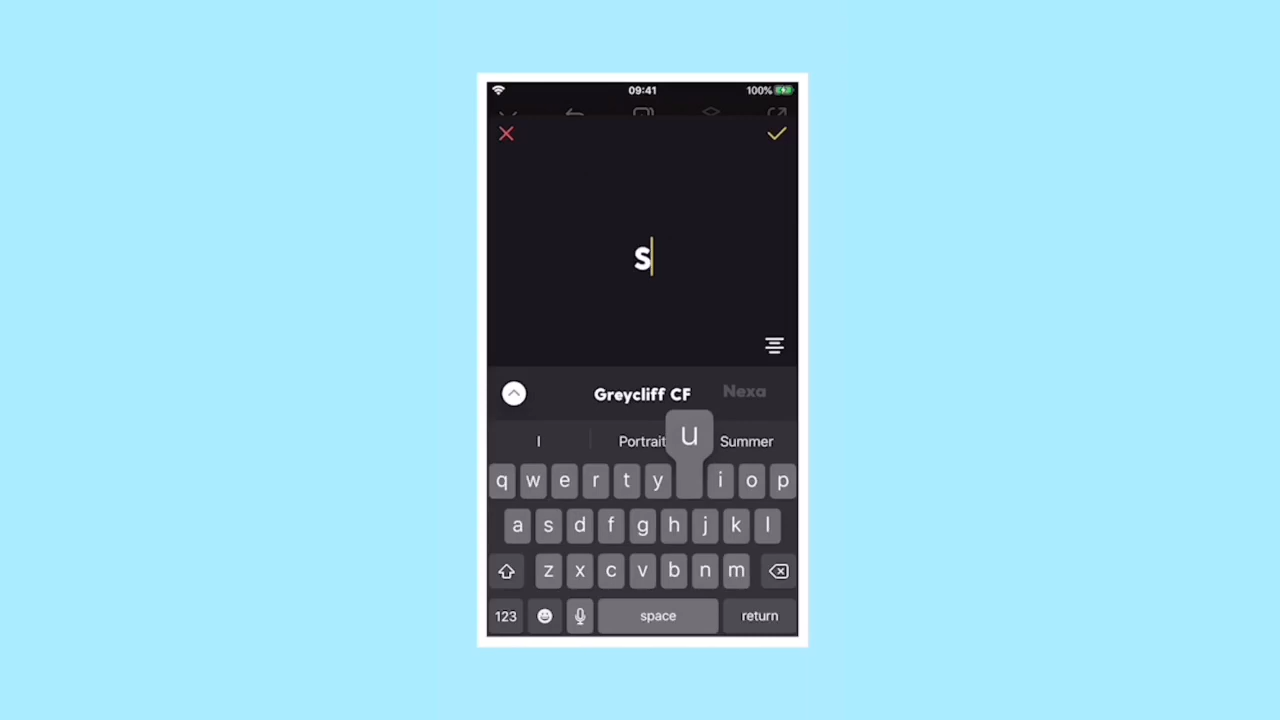 09:41 100%
S
Greycliff CF Nexa
I Portrait Summer
u
q w e r t y i o p
a s d f g h j k l
z x c v b n m
123 space return